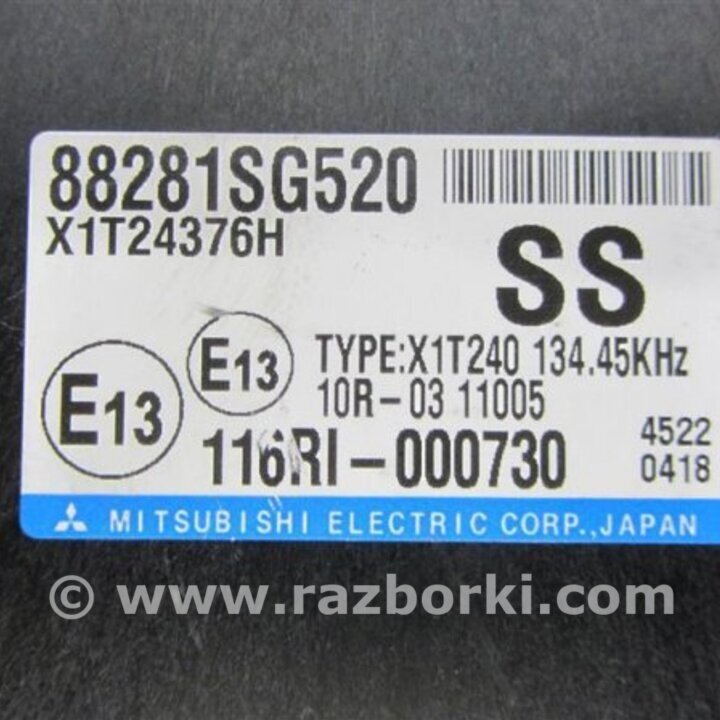 88281SG520
X1T24376H
SS
E13
E13
TYPE:X1T240 134.45KHz
10R-03 11005
116RI-000730
4522
0418
MITSUBISHI ELECTRIC CORP.,JAPAN
© www.razborki.com